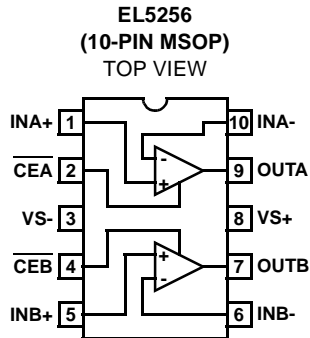 EL5256
(10-PIN MSOP)
TOP VIEW
INA+ 1
10 INA-
CEA 2
9 OUTA
VS- 3
8 VS+
CEB 4
7 OUTB
INB+ 5
6 INB-
-
+
+
-